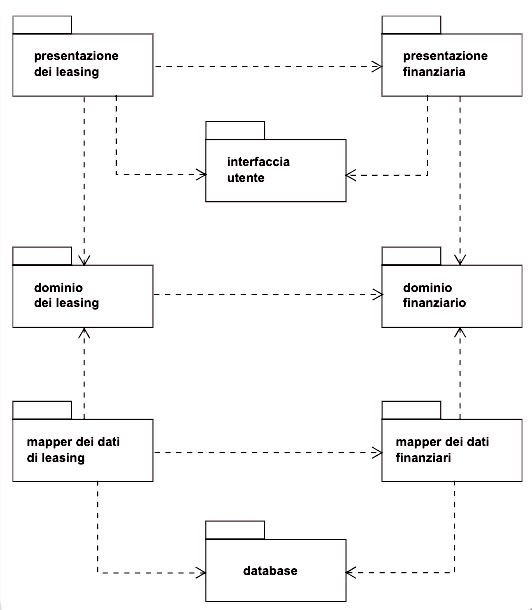 presentazione
dei leasing
presentazione
finanziaria
interfaccia
utente
dominio
dei leasing
dominio
finanziario
mapper dei dati
di leasing
mapper dei dati
finanziari
database